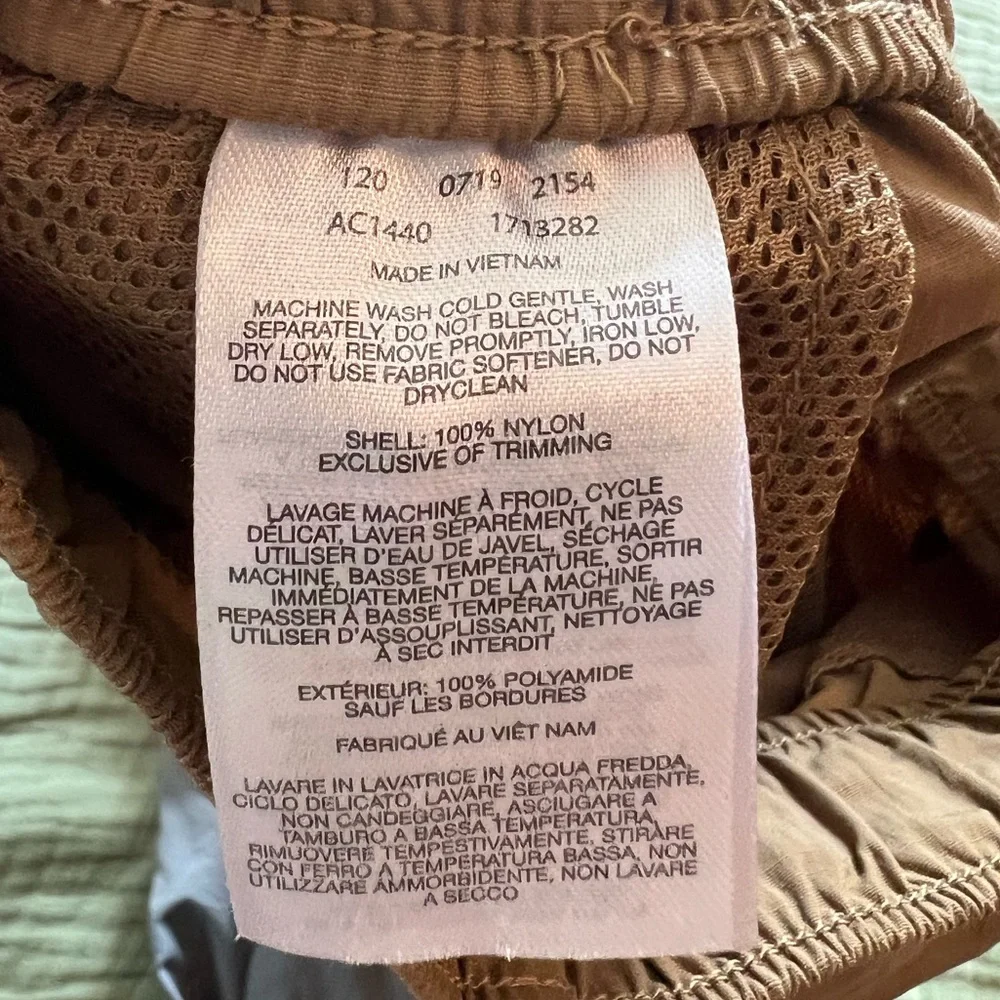 120 0719 2154
AC1440 1713282
MADE IN VIETNAM
MACHINE WASH COLD GENTLE, WASH
SEPARATELY, DO NOT BLEACH, TUMBLE
DRY LOW, REMOVE PROMPTLY, IRON LOW,
DO NOT USE FABRIC SOFTENER, DO NOT
DRYCLEAN
SHELL: 100% NYLON
EXCLUSIVE OF TRIMMING
LAVAGE MACHINE À FROID, CYCLE
DÉLICAT, LAVER SÉPARÉMENT, NE PAS
UTILISER D'EAU DE JAVEL, SÉCHAGE
MACHINE, BASSE TEMPÉRATURE, SORTIR
IMMÉDIATEMENT DE LA MACHINE,
REPASSER À BASSE TEMPÉRATURE, NE PAS
UTILISER D'ASSOUPLISSANT, NETTOYAGE
À SEC INTERDIT
EXTÉRIEUR: 100% POLYAMIDE
SAUF LES BORDURES
FABRIQUÉ AU VIÊT NAM
LAVARE IN LAVATRICE IN ACQUA FREDDA,
CICLO DELICATO, LAVARE SEPARATAMENTE,
NON CANDEGGIARE, ASCIUGARE A
TAMBURO A BASSA TEMPERATURA,
RIMUOVERE TEMPESTIVAMENTE, STIRARE
CON FERRO A TEMPERATURA BASSA, NON
UTILIZZARE AMMORBIDENTE, NON LAVARE
A SECCO